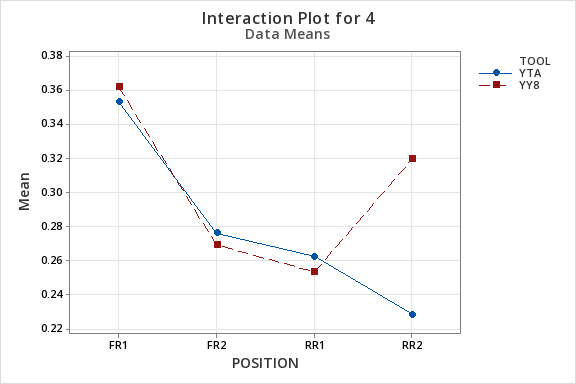 Interaction Plot for 4
Data Means
0.38
0.36
0.34
0.32
0.30
0.28
0.26
0.24
0.22
Mean
FR1 FR2 RR1 RR2
POSITION
TOOL
YTA
YY8